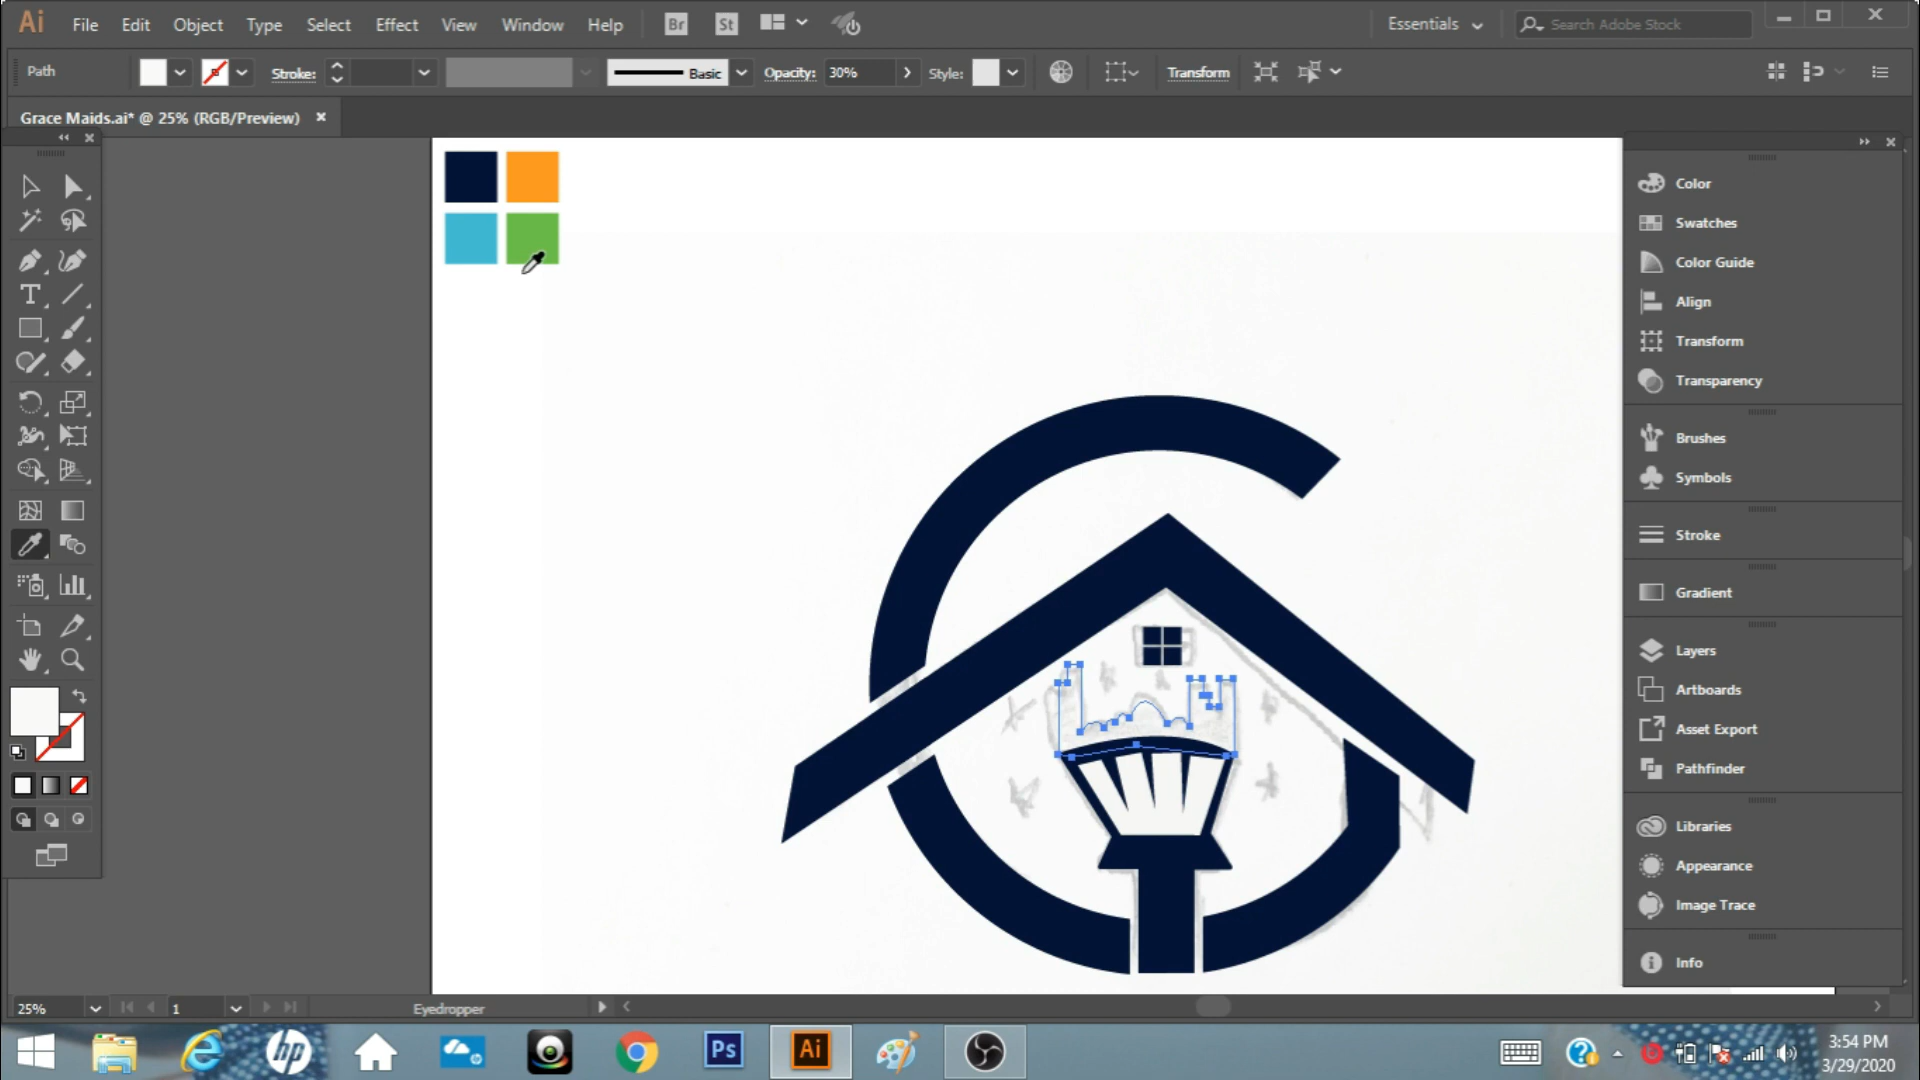 Ai File Edit Object Type Select Effect View Window Help Br St Essentials Search Adobe Stock
Path Stroke: Basic Opacity: 30% Style: Transform
Grace Maids.ai* @ 25% (RGB/Preview)
Color
Swatches
Color Guide
Align
Transform
Transparency
Brushes
Symbols
Stroke
Gradient
Layers
Artboards
Asset Export
Pathfinder
Libraries
Appearance
Image Trace
Info
25% 1 Eyedropper
hp Ps Ai
3:54 PM
3/29/2020